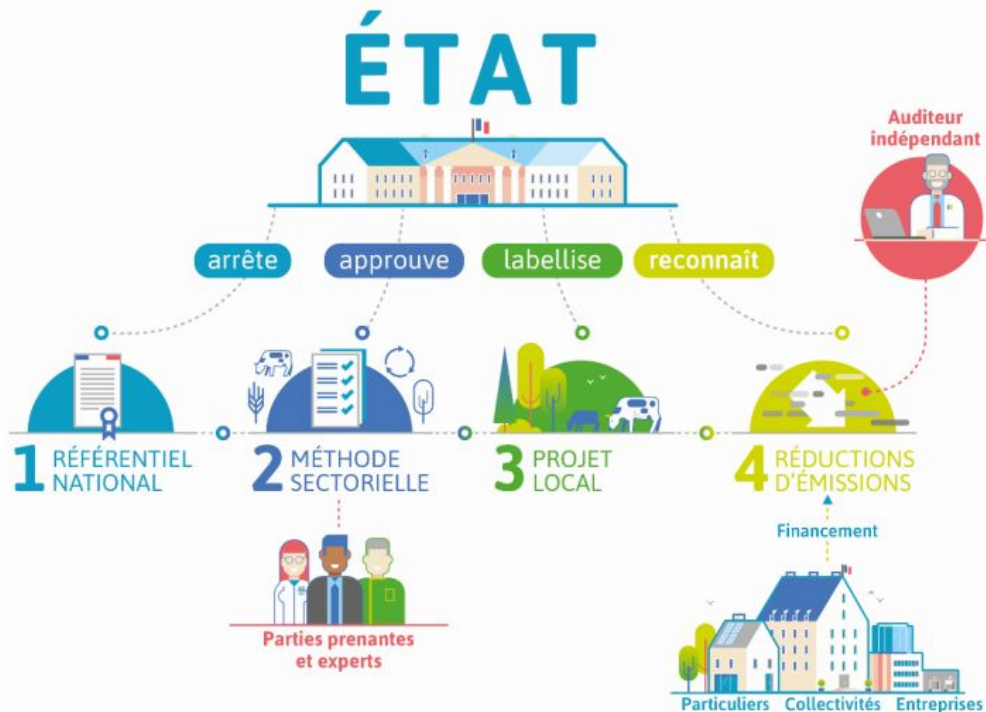 ÉTAT
Auditeur
indépendant
arrête
approuve
labellise
reconnaît
1 RÉFÉRENTIEL
NATIONAL
2 MÉTHODE
SECTORIELLE
3 PROJET
LOCAL
4 RÉDUCTIONS
D'ÉMISSIONS
Financement
Parties prenantes
et experts
Particuliers
Collectivités
Entreprises